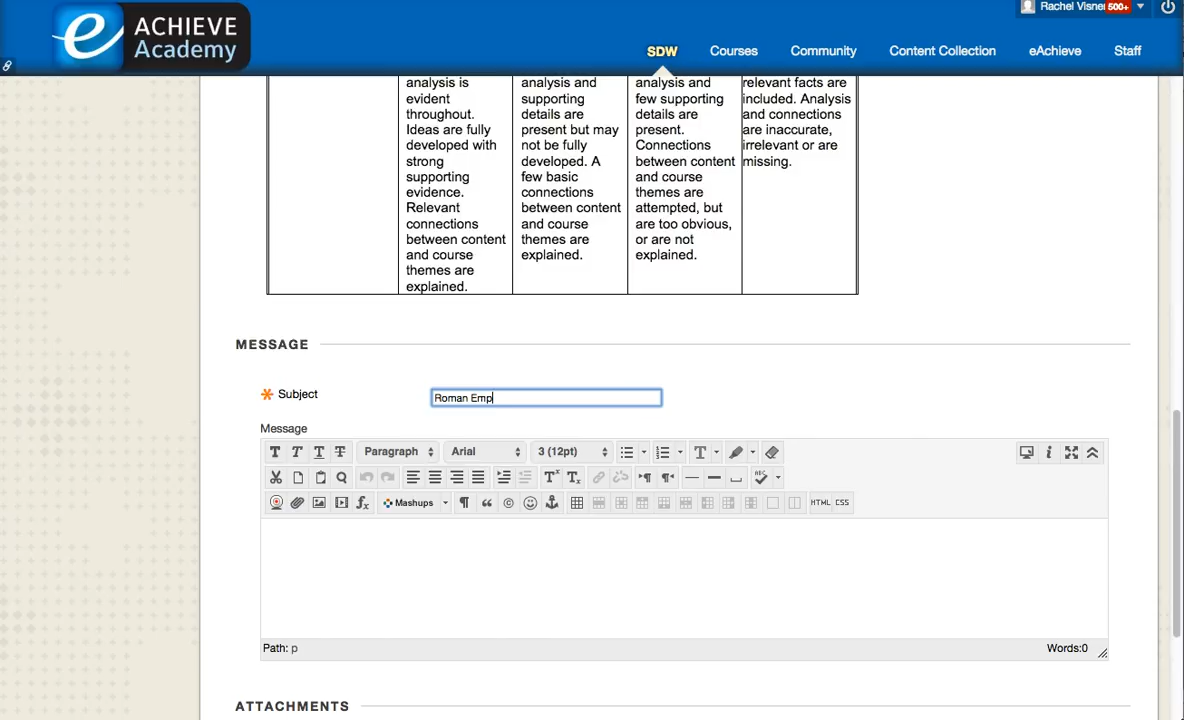 Rachel Visner 500+
e ACHIEVE
Academy
SDW Courses Community Content Collection eAchieve Staff
analysis is
evident
throughout.
Ideas are fully
developed with
strong
supporting
evidence.
Relevant
connections
between content
and course
themes are
explained.
analysis and
supporting
details are
present but may
not be fully
developed. A
few basic
connections
between content
and course
themes are
explained.
analysis and
few supporting
details are
present.
Connections
between content
and course
themes are
attempted, but
are too obvious,
or are not
explained.
relevant facts are
included. Analysis
and connections
are inaccurate,
irrelevant or are
missing.
MESSAGE
Subject Roman Emp
Message
T T T T Paragraph Arial 3 (12pt) T
Tx Tx ABC
fx Mashups HTML CSS
Path: p Words:0
ATTACHMENTS